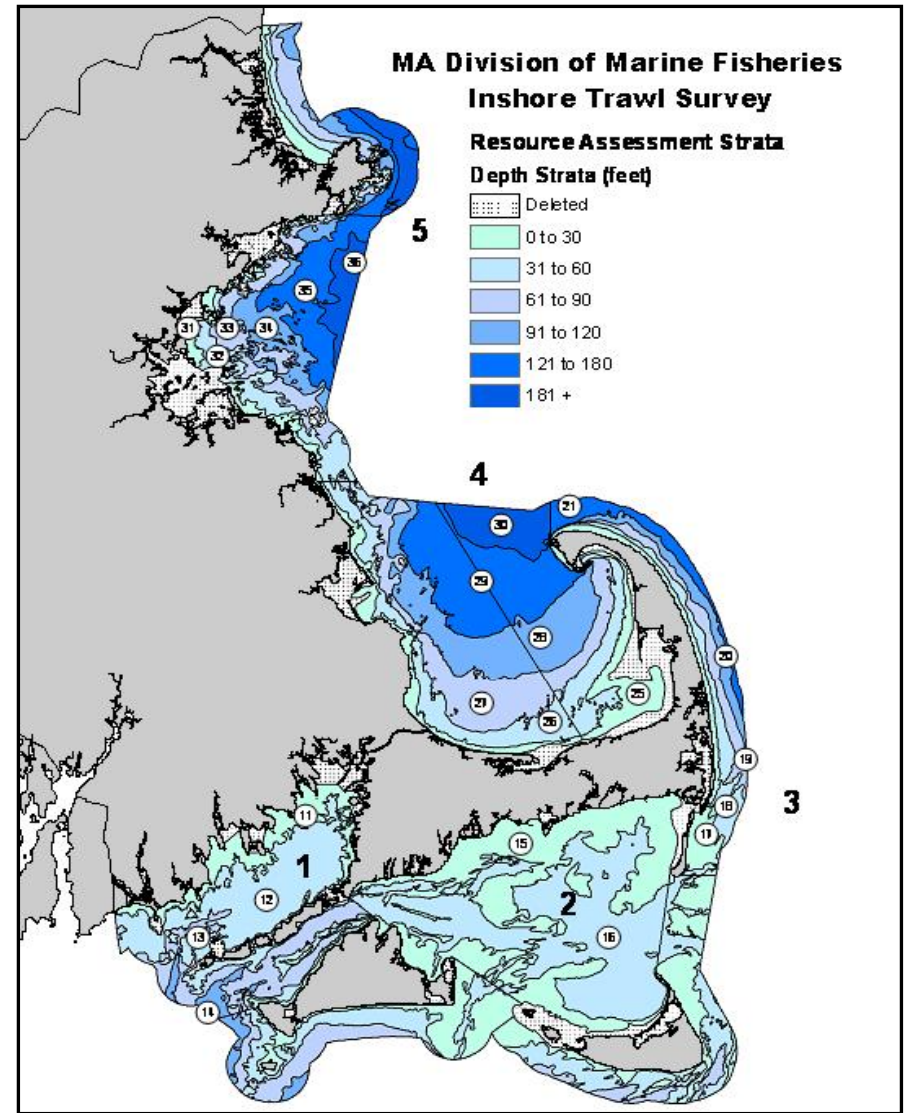 MA Division of Marine Fisheries
Inshore Trawl Survey
Resource Assessment Strata
Depth Strata (feet)
Deleted
0 to 30
31 to 60
61 to 90
91 to 120
121 to 180
181 +
5
36
35
31
33
34
32
4
21
30
29
28
20
25
27
26
19
3
18
17
11
15
1
2
12
13
16
14